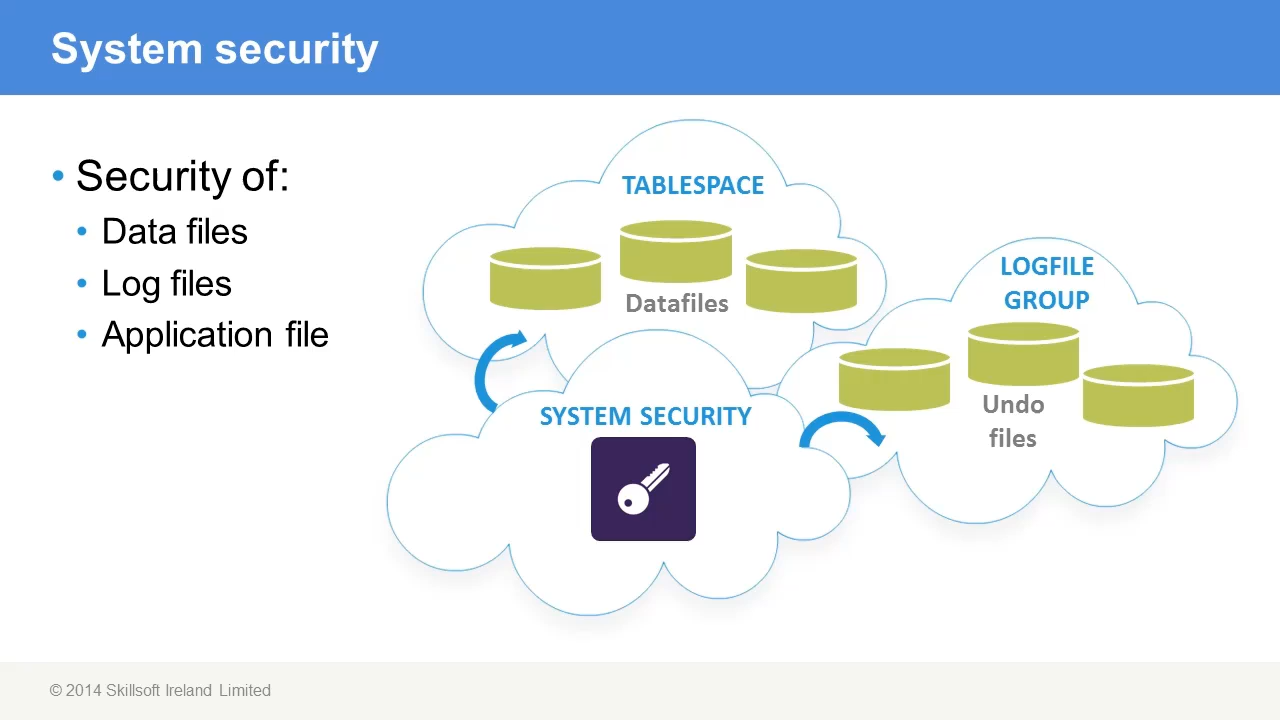 System security
• Security of:
• Data files
• Log files
• Application file
TABLESPACE
Datafiles
LOGFILE
GROUP
Undo
files
SYSTEM SECURITY
© 2014 Skillsoft Ireland Limited